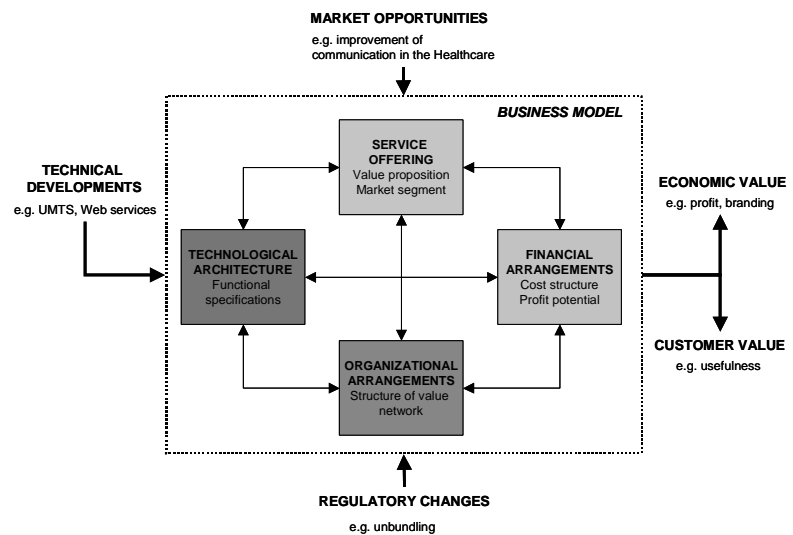 MARKET OPPORTUNITIES
e.g. improvement of
communication in the Healthcare
BUSINESS MODEL
SERVICE
OFFERING
Value proposition
Market segment
TECHNICAL
DEVELOPMENTS
e.g. UMTS, Web services
ECONOMIC VALUE
e.g. profit, branding
TECHNOLOGICAL
ARCHITECTURE
Functional
specifications
FINANCIAL
ARRANGEMENTS
Cost structure
Profit potential
CUSTOMER VALUE
e.g. usefulness
ORGANIZATIONAL
ARRANGEMENTS
Structure of value
network
REGULATORY CHANGES
e.g. unbundling